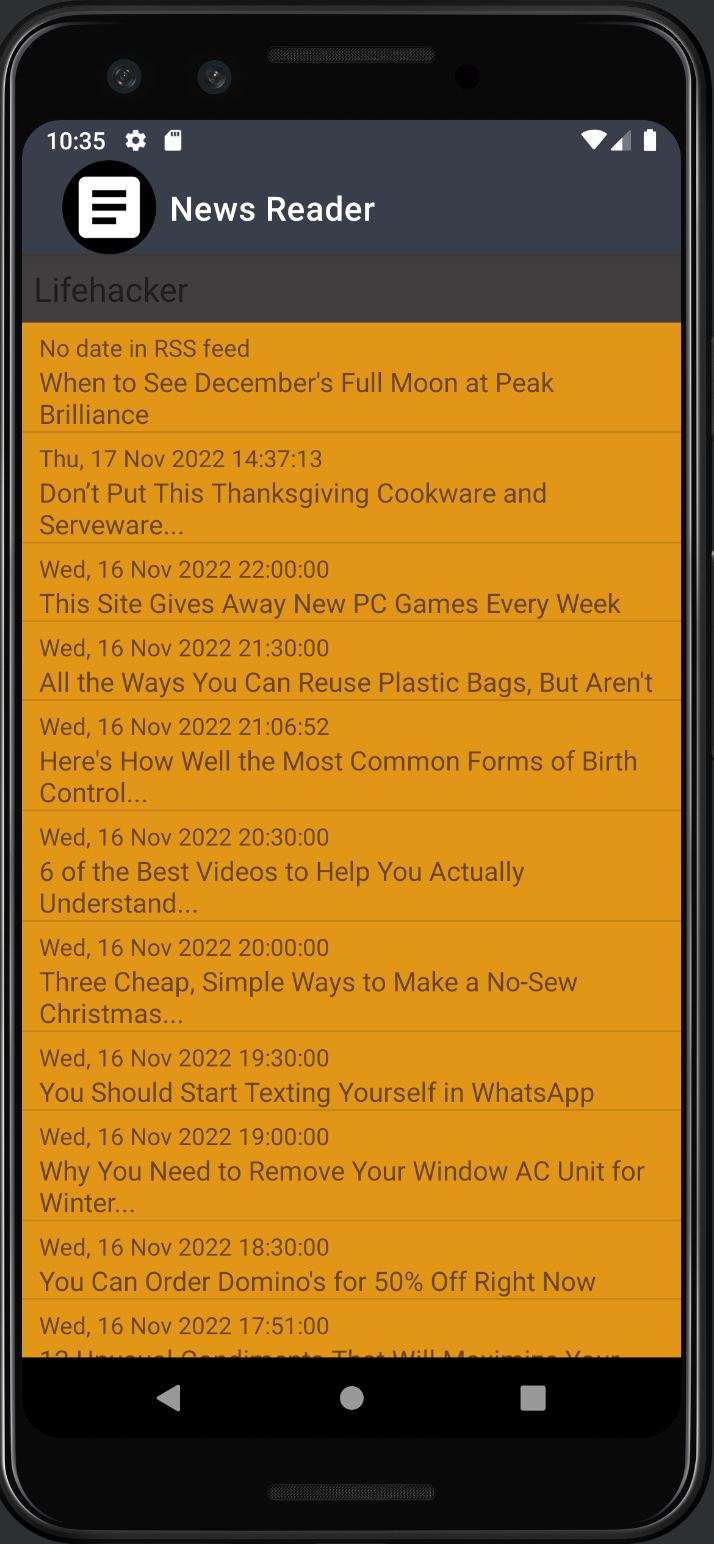 10:35
News Reader
Lifehacker
No date in RSS feed
When to See December's Full Moon at Peak
Brilliance
Thu, 17 Nov 2022 14:37:13
Don’t Put This Thanksgiving Cookware and
Serveware...
Wed, 16 Nov 2022 22:00:00
This Site Gives Away New PC Games Every Week
Wed, 16 Nov 2022 21:30:00
All the Ways You Can Reuse Plastic Bags, But Aren't
Wed, 16 Nov 2022 21:06:52
Here's How Well the Most Common Forms of Birth
Control...
Wed, 16 Nov 2022 20:30:00
6 of the Best Videos to Help You Actually
Understand...
Wed, 16 Nov 2022 20:00:00
Three Cheap, Simple Ways to Make a No-Sew
Christmas...
Wed, 16 Nov 2022 19:30:00
You Should Start Texting Yourself in WhatsApp
Wed, 16 Nov 2022 19:00:00
Why You Need to Remove Your Window AC Unit for
Winter...
Wed, 16 Nov 2022 18:30:00
You Can Order Domino's for 50% Off Right Now
Wed, 16 Nov 2022 17:51:00
Unusual Condiments That Will Maximize Your